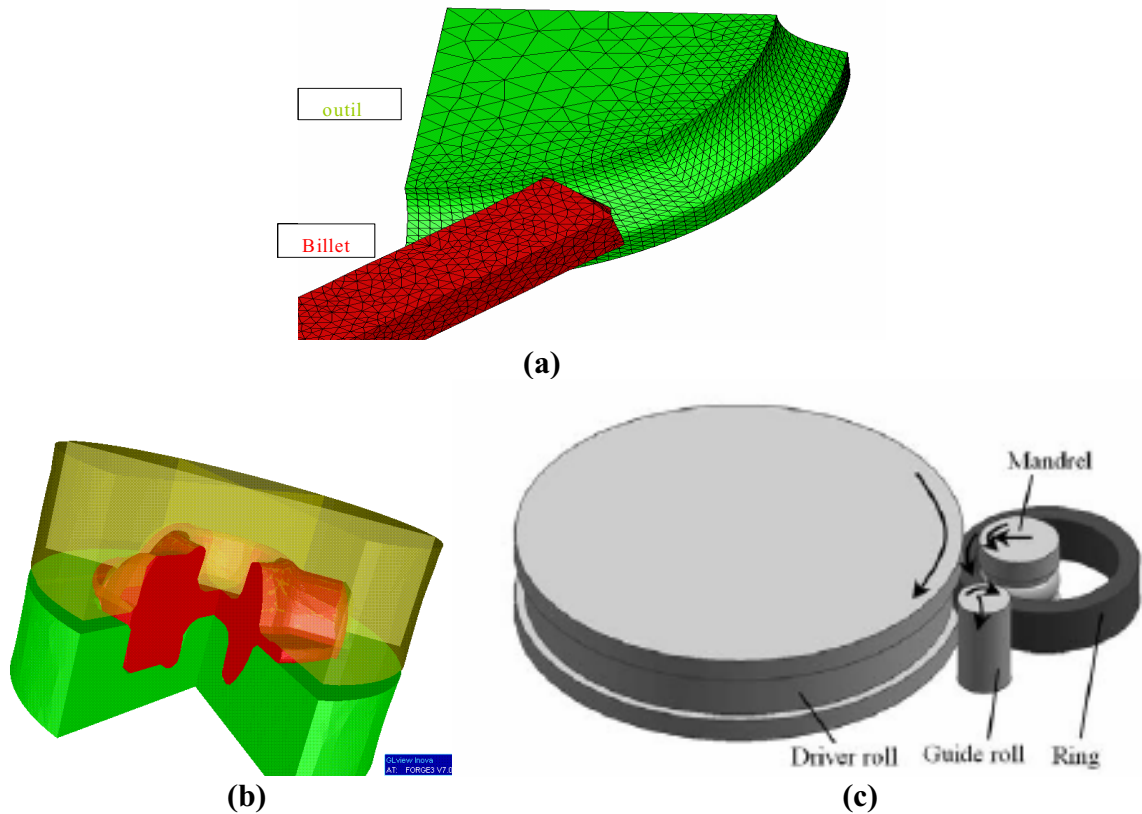 outil
Billet
(a)
Mandrel
Driver roll
Guide roll
Ring
GLview Inova
AT: FORGE3 V7.0
(b)
(c)